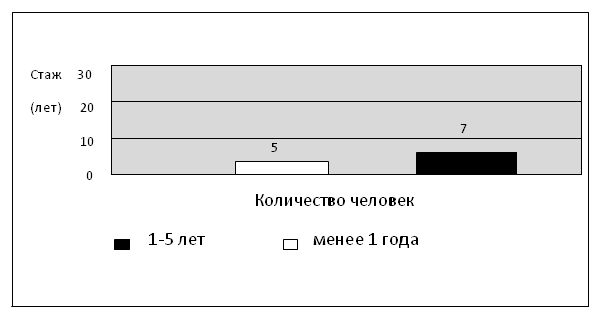 Стаж 30
(лет) 20
10
0
5
7
Количество человек
1-5 лет
менее 1 года